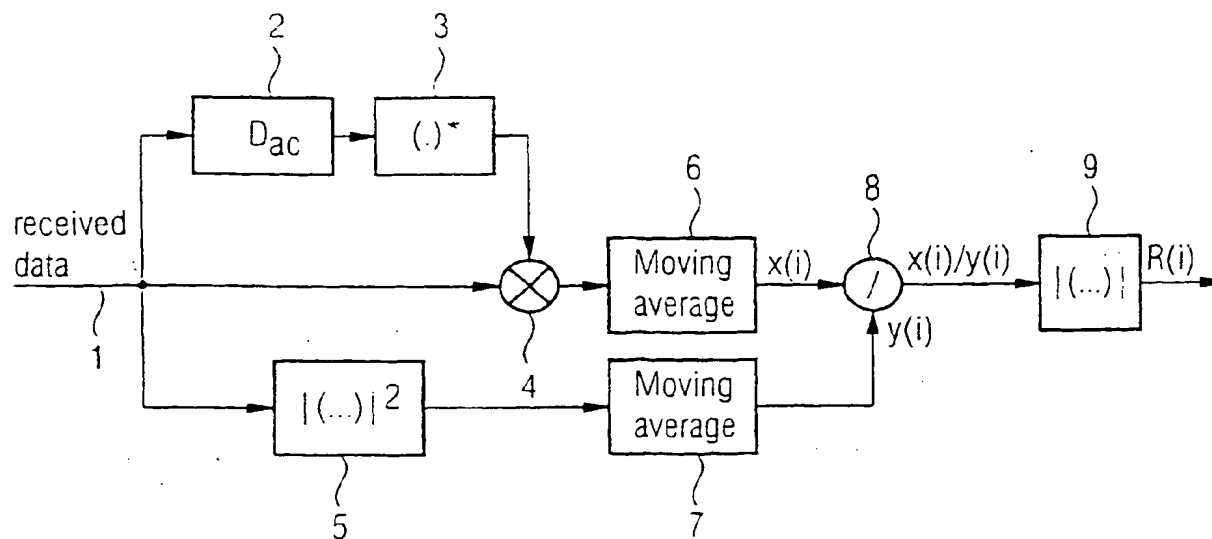 2
3
D_ac
(.)*
6
8
9
received
data
Moving
average
x(i)
/
x(i)/y(i)
|(...)|
R(i)
y(i)
1
4
|(...)|²
Moving
average
5
7